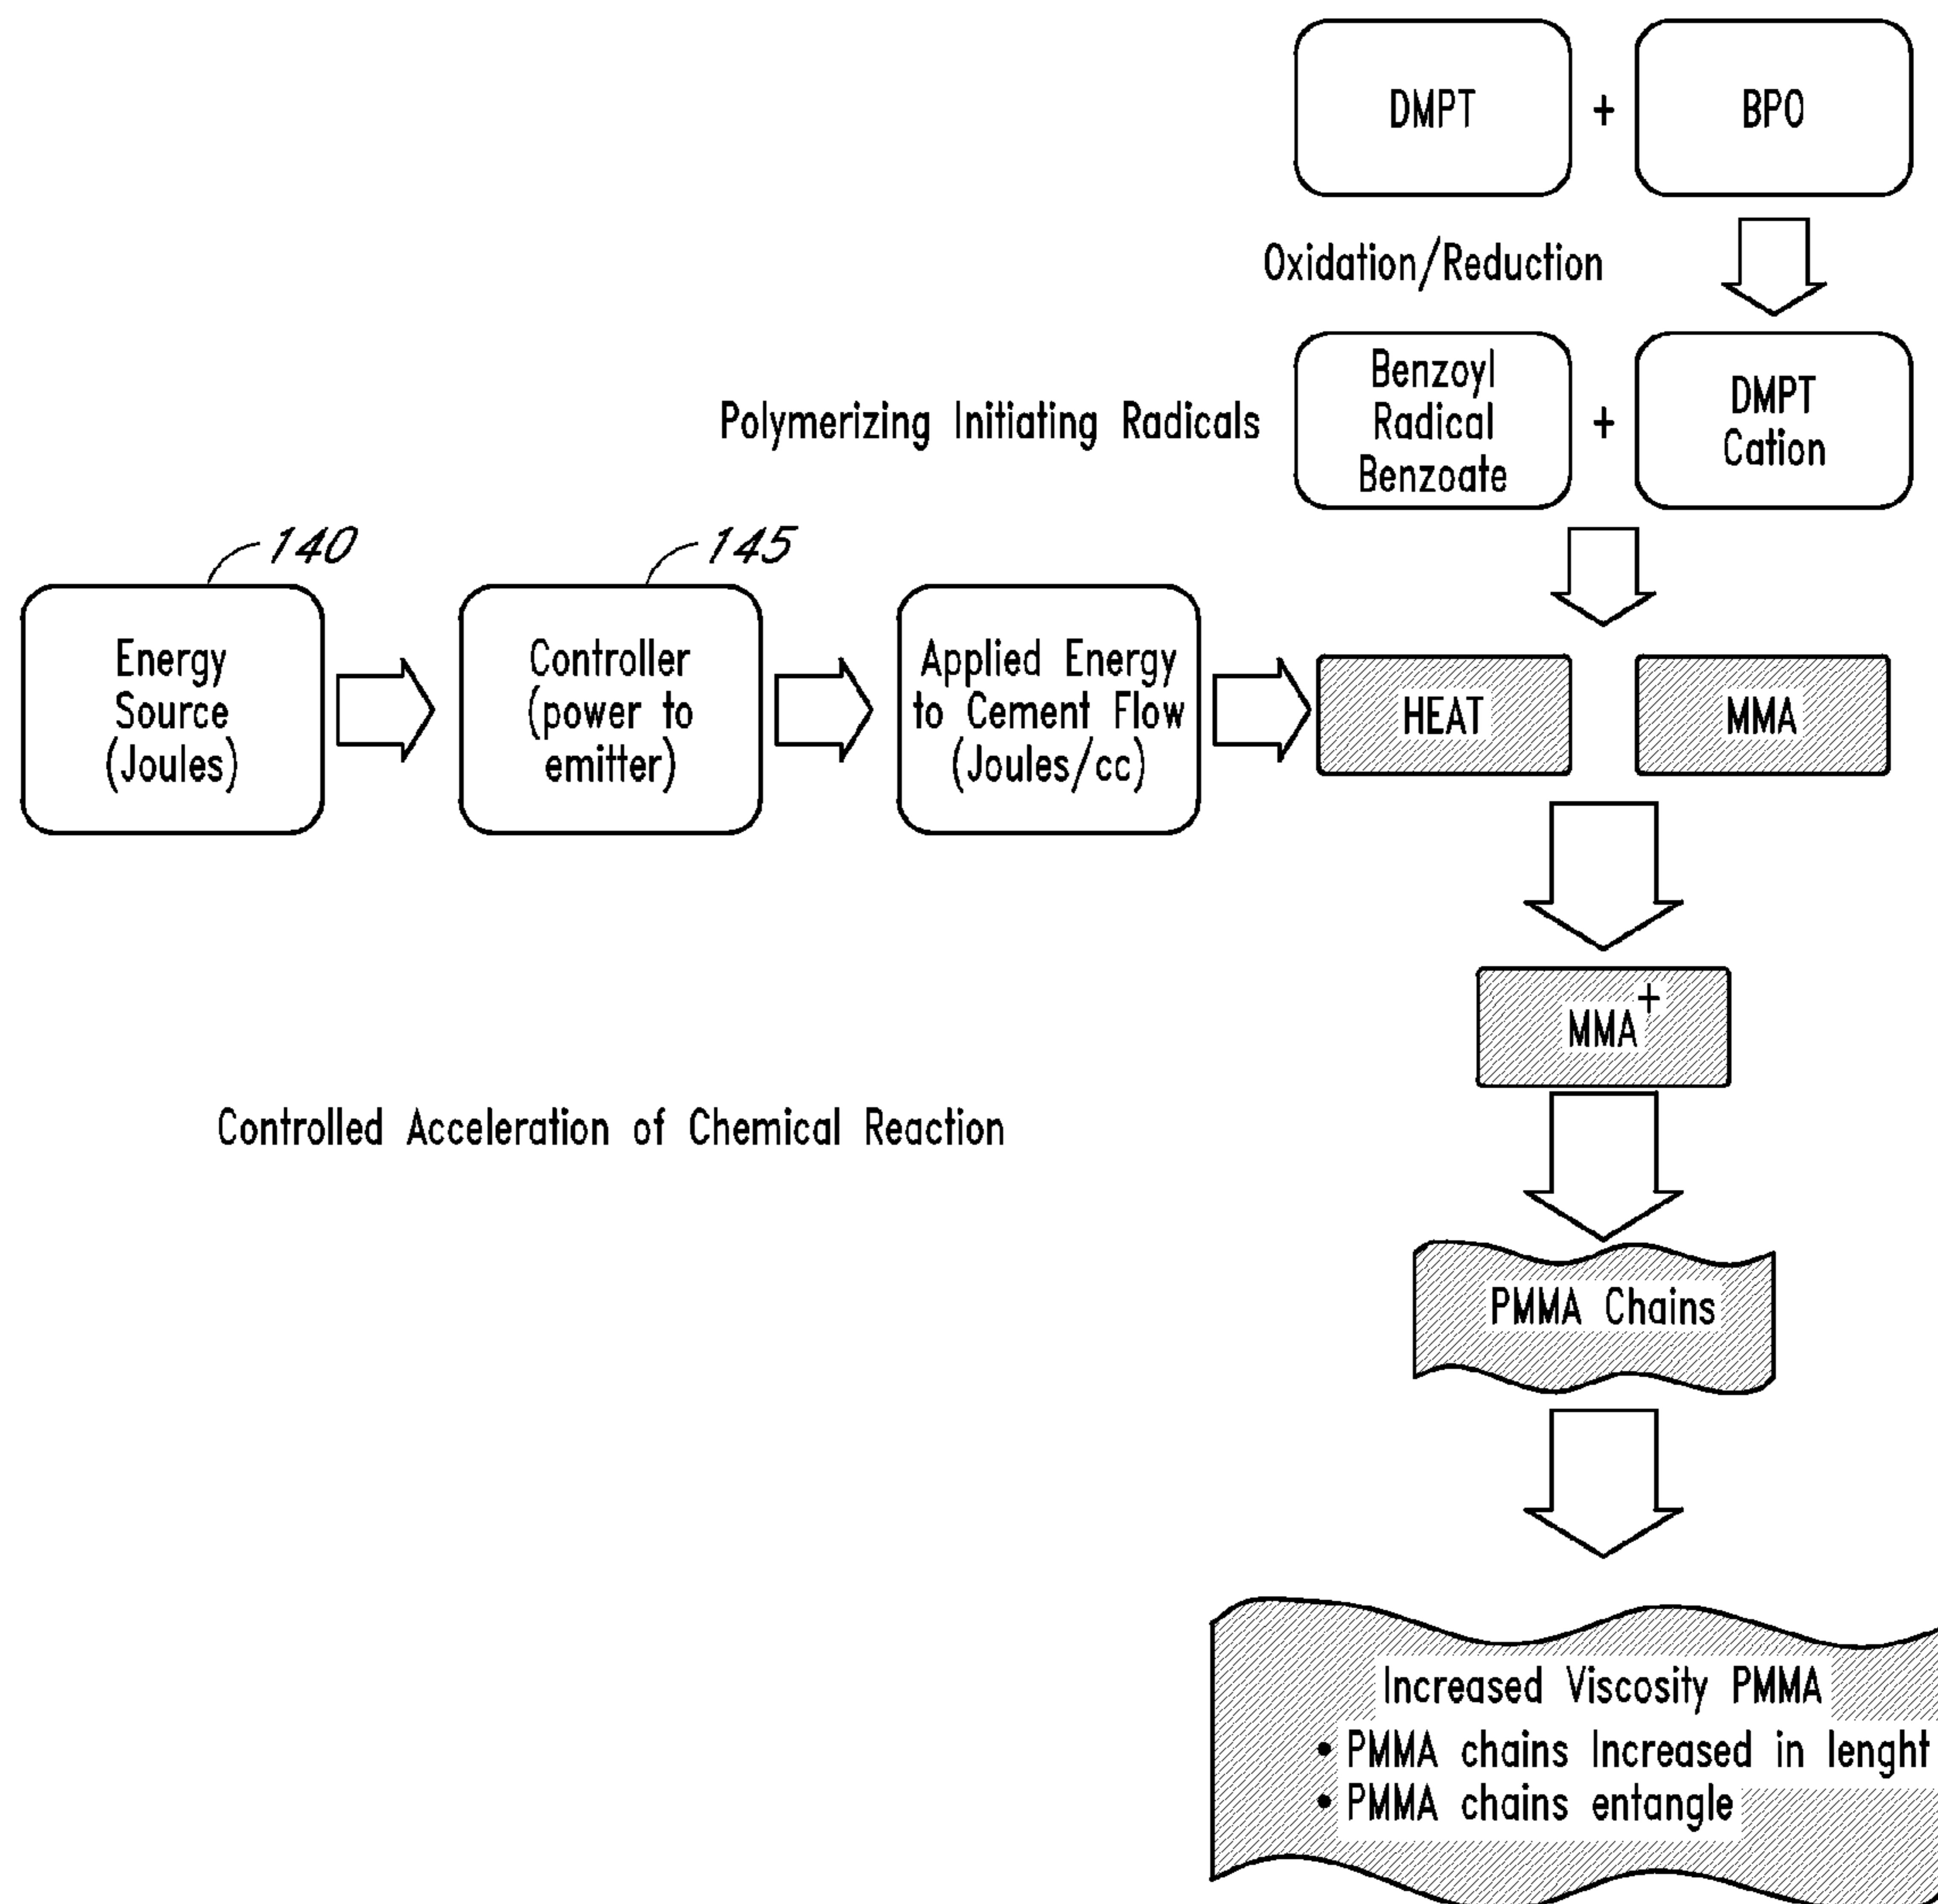 DMPT
+
BPO
Oxidation/Reduction
Polymerizing Initiating Radicals
Benzoyl
Radical
Benzoate
+
DMPT
Cation
140
145
Energy
Source
(Joules)
Controller
(power to
emitter)
Applied Energy
to Cement Flow
(Joules/cc)
HEAT
MMA
MMA+
Controlled Acceleration of Chemical Reaction
PMMA Chains
Increased Viscosity PMMA
• PMMA chains Increased in lenght
• PMMA chains entangle